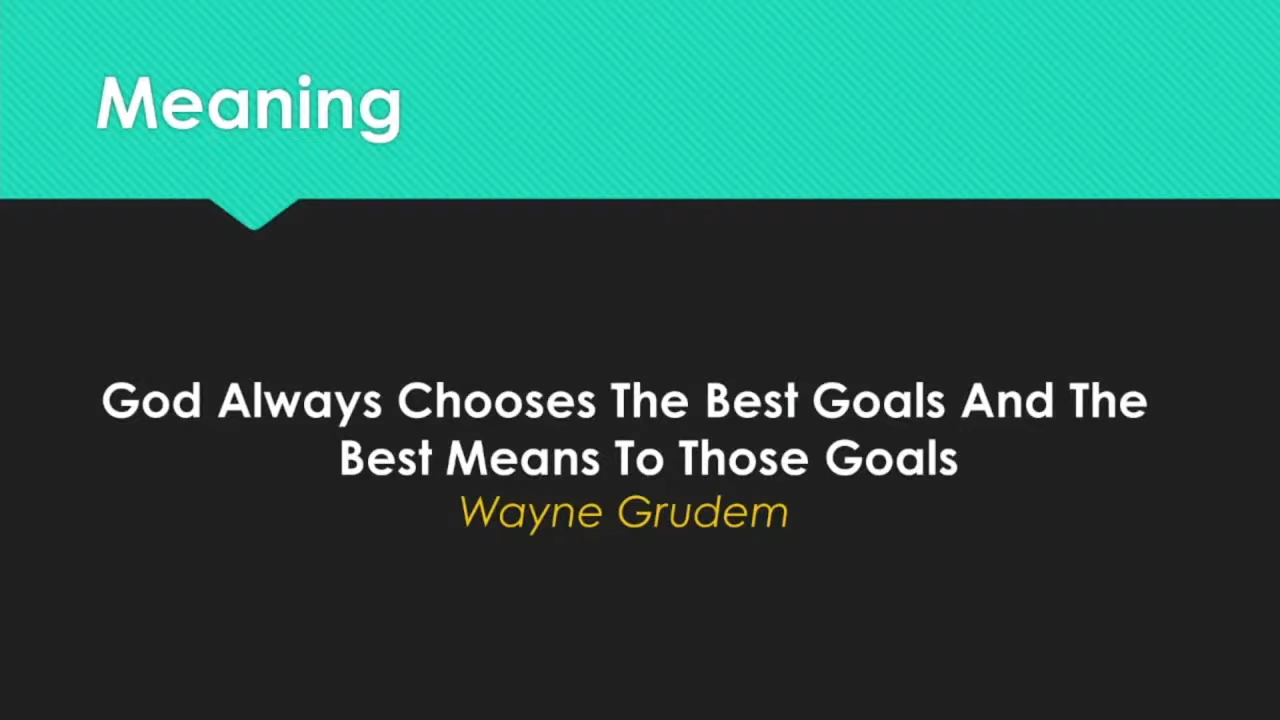 Meaning
God Always Chooses The Best Goals And The
Best Means To Those Goals
Wayne Grudem